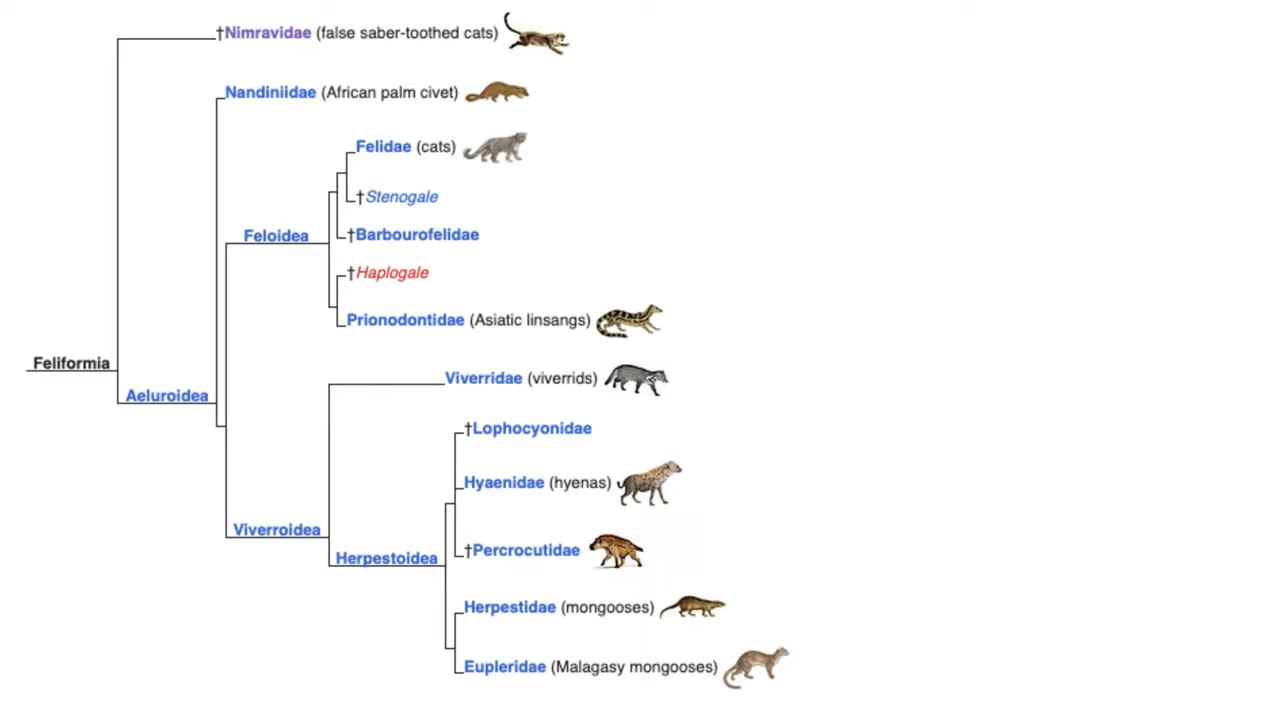 †Nimravidae (false saber-toothed cats)
Nandiniidae (African palm civet)
Felidae (cats)
†Stenogale
Feloidea
†Barbourofelidae
†Haplogale
Prionodontidae (Asiatic linsangs)
Feliformia
Viverridae (viverrids)
Aeluroidea
†Lophocyonidae
Hyaenidae (hyenas)
Viverroidea
†Percrocutidae
Herpestoidea
Herpestidae (mongooses)
Eupleridae (Malagasy mongooses)